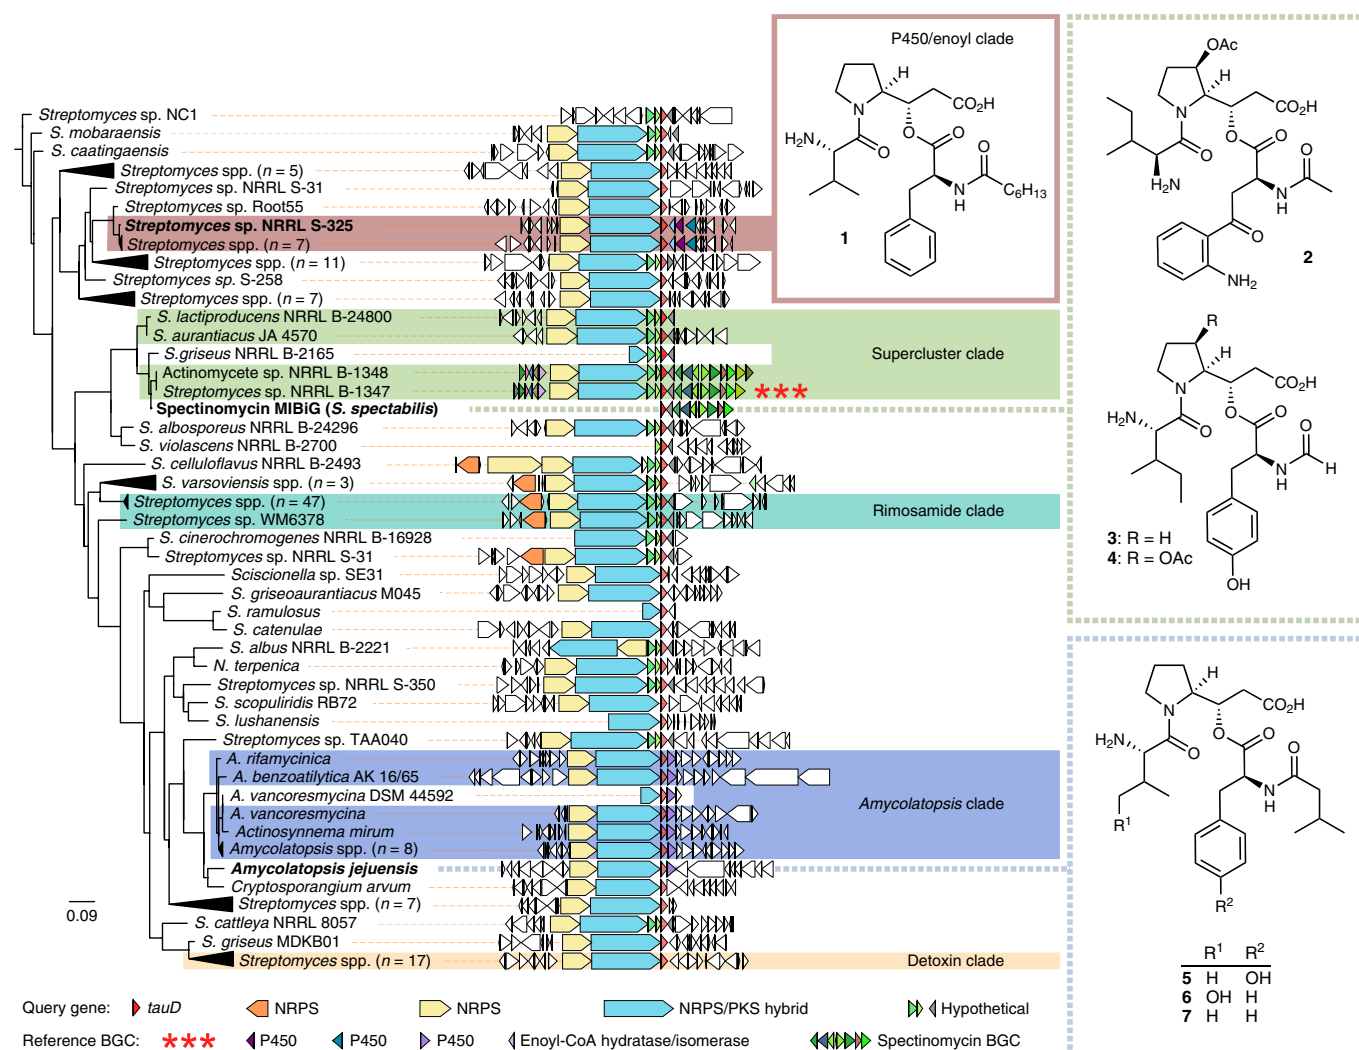 P450/enoyl clade
H
N
O
CO₂H
H₂N
O
O
O
N
H
C₆H₁₃
1
OAc
H
N
CO₂H
O
O
O
O
H₂N
N
H
O
NH₂
2
R
H
N
CO₂H
H₂N
O
O
O
O
N
H
H
OH
3: R = H
4: R = OAc
H
N
CO₂H
H₂N
O
O
O
O
N
H
R¹
R²
R¹ R²
5 H OH
6 OH H
7 H H
Streptomyces sp. NC1
S. mobaraensis
S. caatingaensis
Streptomyces spp. (n = 5)
Streptomyces sp. NRRL S-31
Streptomyces sp. Root55
Streptomyces sp. NRRL S-325
Streptomyces spp. (n = 7)
Streptomyces spp. (n = 11)
Streptomyces sp. S-258
Streptomyces spp. (n = 7)
S. lactiproducens NRRL B-24800
S. aurantiacus JA 4570
S.griseus NRRL B-2165
Supercluster clade
Actinomycete sp. NRRL B-1348
Streptomyces sp. NRRL B-1347 ***
Spectinomycin MIBiG (S. spectabilis)
S. albosporeus NRRL B-24296
S. violascens NRRL B-2700
S. celluloflavus NRRL B-2493
S. varsoviensis spp. (n = 3)
Streptomyces spp. (n = 47)
Rimosamide clade
Streptomyces sp. WM6378
S. cinerochromogenes NRRL B-16928
Streptomyces sp. NRRL S-31
Sciscionella sp. SE31
S. griseoaurantiacus M045
S. ramulosus
S. catenulae
S. albus NRRL B-2221
N. terpenica
Streptomyces sp. NRRL S-350
S. scopuliridis RB72
S. lushanensis
Streptomyces sp. TAA040
A. rifamycinica
A. benzoatilytica AK 16/65
A. vancoresmycina DSM 44592
Amycolatopsis clade
A. vancoresmycina
Actinosynnema mirum
Amycolatopsis spp. (n = 8)
Amycolatopsis jejuensis
Cryptosporangium arvum
Streptomyces spp. (n = 7)
S. cattleya NRRL 8057
S. griseus MDKB01
Streptomyces spp. (n = 17)
Detoxin clade
0.09
Query gene: tauD NRPS NRPS NRPS/PKS hybrid Hypothetical
Reference BGC: *** P450 P450 P450 Enoyl-CoA hydratase/isomerase Spectinomycin BGC